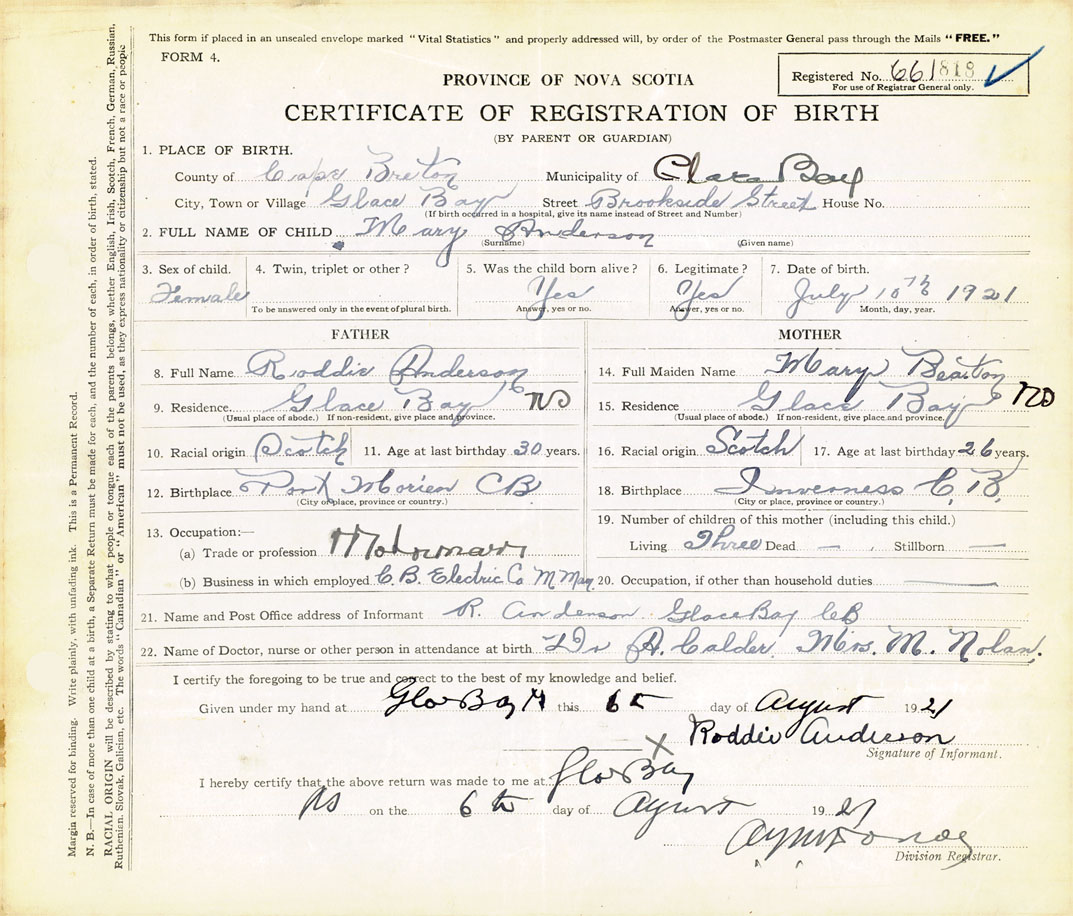 This form if placed in an unsealed envelope marked "Vital Statistics" and properly addressed will, by order of the Postmaster General pass through the Mails "FREE."
FORM 4.
Registered No. 661818
For use of Registrar General only.
PROVINCE OF NOVA SCOTIA
CERTIFICATE OF REGISTRATION OF BIRTH
(BY PARENT OR GUARDIAN)
1. PLACE OF BIRTH.
County of Cape Breton Municipality of Glace Bay
City, Town or Village Glace Bay Street Brookside Street House No.
(If birth occurred in a hospital, give its name instead of Street and Number)
2. FULL NAME OF CHILD Mary Anderson
(Surname) (Given name)
3. Sex of child. 4. Twin, triplet or other? 5. Was the child born alive? 6. Legitimate? 7. Date of birth.
Female Yes Yes July 10th 1921
To be answered only in the event of plural birth. Answer, yes or no. Answer, yes or no. Month, day, year.
FATHER
8. Full Name Roddie Anderson
9. Residence Glace Bay NS
(Usual place of abode.) If non-resident, give place and province.
10. Racial origin Scotch 11. Age at last birthday 30 years.
12. Birthplace Port Morien CB
(City or place, province or country.)
13. Occupation:—
(a) Trade or profession Motorman
(b) Business in which employed C.B. Electric Co
MOTHER
14. Full Maiden Name Mary Beaton
15. Residence Glace Bay NS
(Usual place of abode.) If non-resident, give place and province.
16. Racial origin Scotch 17. Age at last birthday 26 years.
18. Birthplace Inverness C.B.
(City or place, province or country.)
19. Number of children of this mother (including this child.)
Living Three Dead — Stillborn —
20. Occupation, if other than household duties —
21. Name and Post Office address of Informant R. Anderson Glace Bay CB
22. Name of Doctor, nurse or other person in attendance at birth Dr A. Calder. Mrs. M. Nolan.
I certify the foregoing to be true and correct to the best of my knowledge and belief.
Given under my hand at Glace Bay this 6th day of August 1921
X Roddie Anderson
Signature of Informant.
I hereby certify that the above return was made to me at Glace Bay
NS on the 6th day of August 1921
Division Registrar.
Margin reserved for binding. Write plainly, with unfading ink. This is a Permanent Record.
N. B.—In case of more than one child at a birth, a Separate Return must be made for each, and the number of each, in order of birth, stated.
RACIAL ORIGIN will be described by stating to what people or tongue each of the parents belongs, whether English, Irish, Scotch, French, German, Russian,
Ruthenian, Slovak, Galician, etc. The words "Canadian" or "American" must not be used, as they express nationality or citizenship but not a race or people